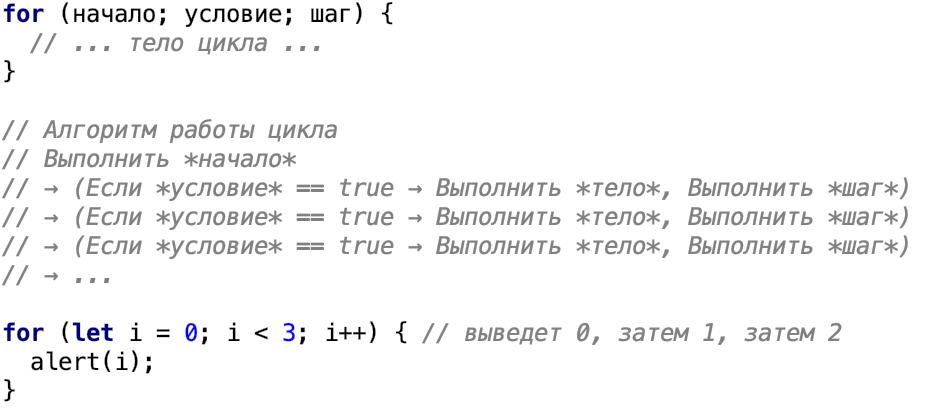 for (начало; условие; шаг) {
  // ... тело цикла ...
}
// Алгоритм работы цикла
// Выполнить *начало*
// → (Если *условие* == true → Выполнить *тело*, Выполнить *шаг*)
// → (Если *условие* == true → Выполнить *тело*, Выполнить *шаг*)
// → (Если *условие* == true → Выполнить *тело*, Выполнить *шаг*)
// → ...
for (let i = 0; i < 3; i++) { // выведет 0, затем 1, затем 2
  alert(i);
}